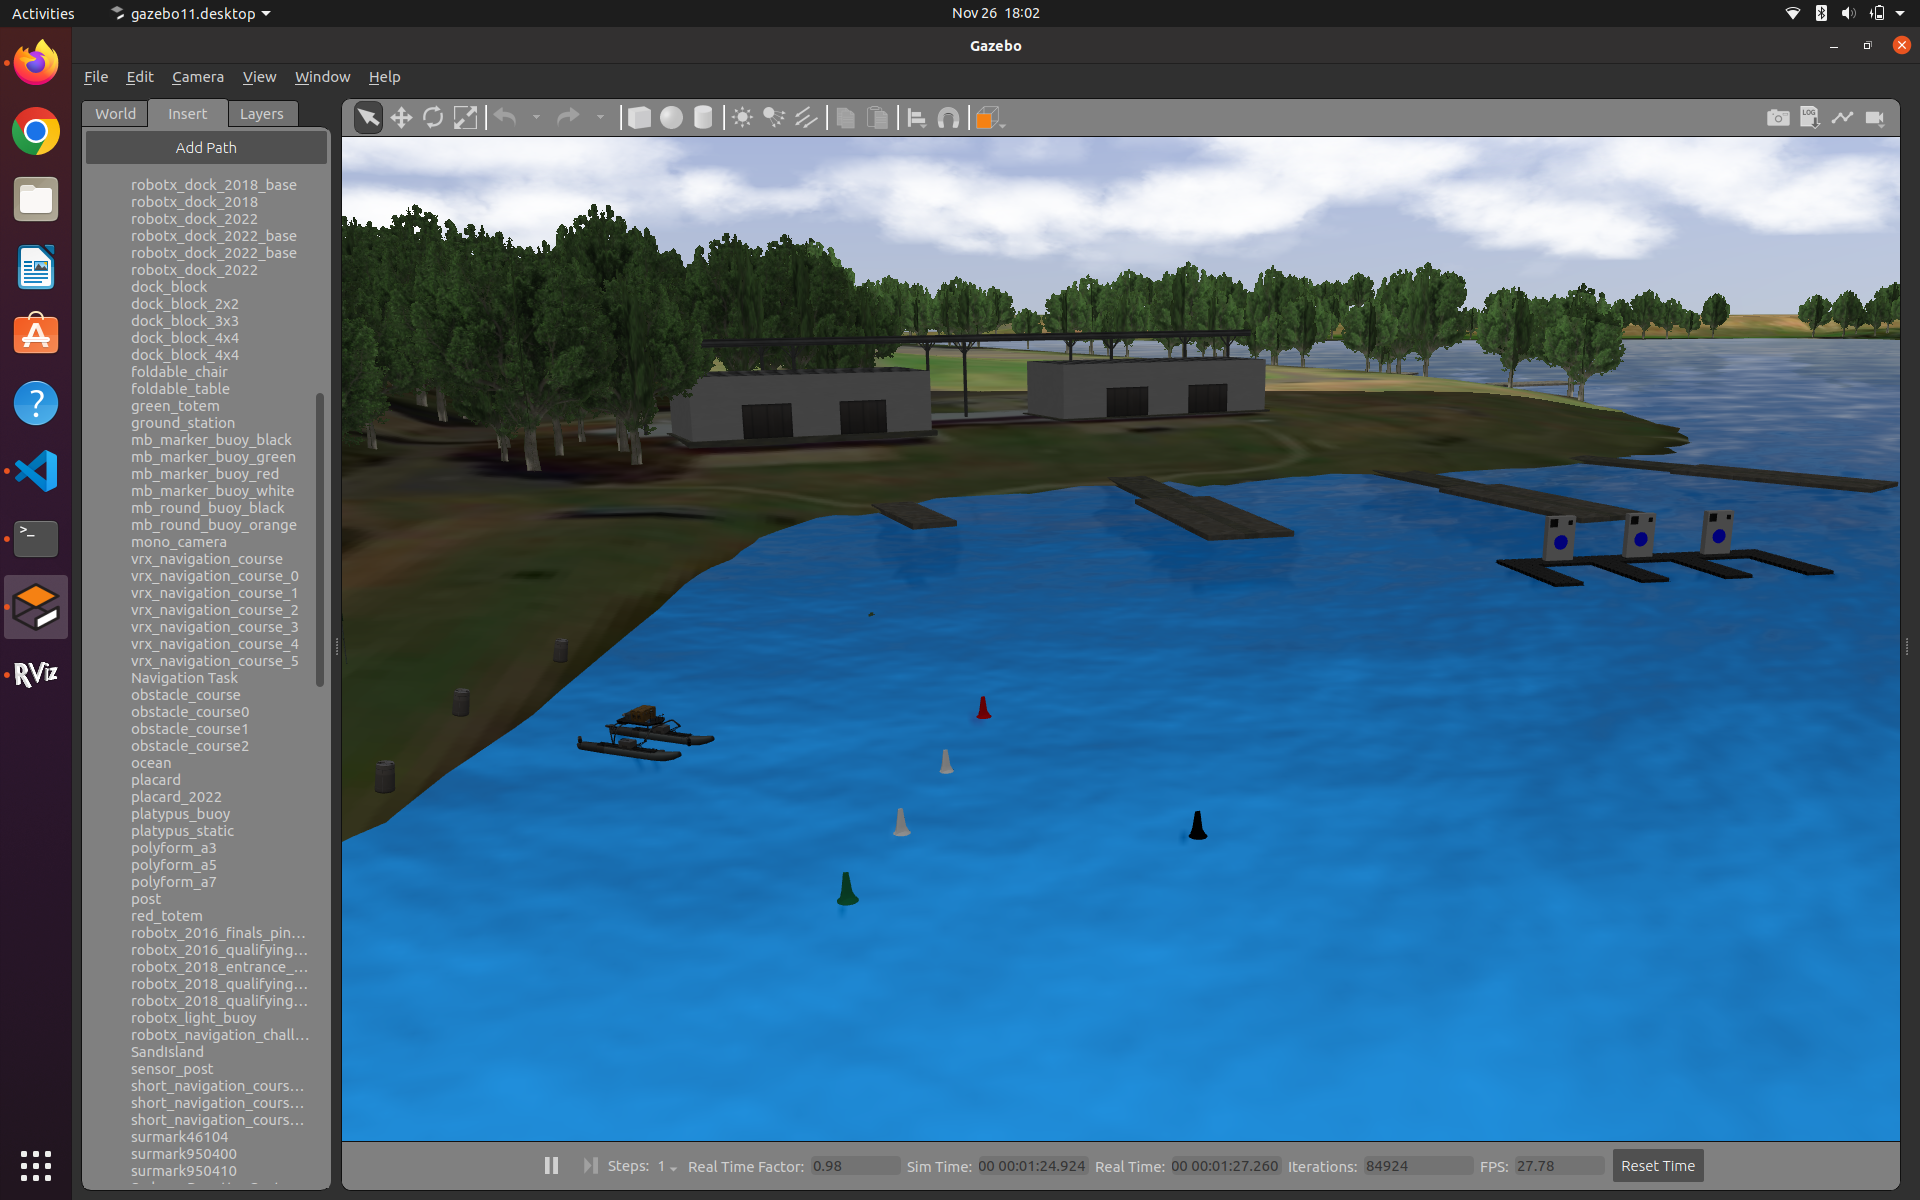 Activities
gazebo11.desktop
Nov 26 18:02
Gazebo
File Edit Camera View Window Help
World Insert Layers
Add Path
robotx_dock_2018_base
robotx_dock_2018
robotx_dock_2022
robotx_dock_2022_base
robotx_dock_2022_base
robotx_dock_2022
dock_block
dock_block_2x2
dock_block_3x3
dock_block_4x4
dock_block_4x4
foldable_chair
foldable_table
green_totem
ground_station
mb_marker_buoy_black
mb_marker_buoy_green
mb_marker_buoy_red
mb_marker_buoy_white
mb_round_buoy_black
mb_round_buoy_orange
mono_camera
vrx_navigation_course
vrx_navigation_course_0
vrx_navigation_course_1
vrx_navigation_course_2
vrx_navigation_course_3
vrx_navigation_course_4
vrx_navigation_course_5
Navigation Task
obstacle_course
obstacle_course0
obstacle_course1
obstacle_course2
ocean
placard
placard_2022
platypus_buoy
platypus_static
polyform_a3
polyform_a5
polyform_a7
post
red_totem
robotx_2016_finals_pin...
robotx_2016_qualifying...
robotx_2018_entrance_...
robotx_2018_qualifying...
robotx_2018_qualifying...
robotx_light_buoy
robotx_navigation_chall...
SandIsland
sensor_post
short_navigation_cours...
short_navigation_cours...
short_navigation_cours...
surmark46104
surmark950400
surmark950410
RViz
LOG
Steps: 1 Real Time Factor: 0.98 Sim Time: 00 00:01:24.924 Real Time: 00 00:01:27.260 Iterations: 84924 FPS: 27.78 Reset Time